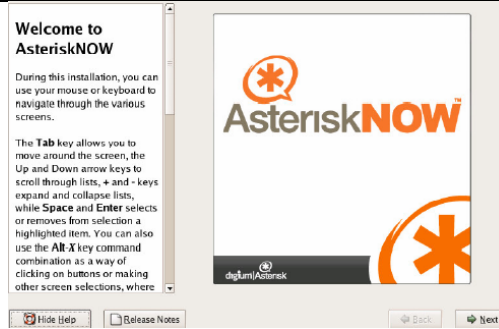 Welcome to
AsteriskNOW
During this installation, you can
use your mouse or keyboard to
navigate through the various
screens.
The Tab key allows you to
move around the screen, the
Up and Down arrow keys to
scroll through lists, + and - keys
expand and collapse lists,
while Space and Enter selects
or removes from selection a
highlighted item. You can also
use the Alt-X key command
combination as a way of
clicking on buttons or making
other screen selections, where
AsteriskNOW™
digium|Asterisk
Hide Help
Release Notes
Back
Next